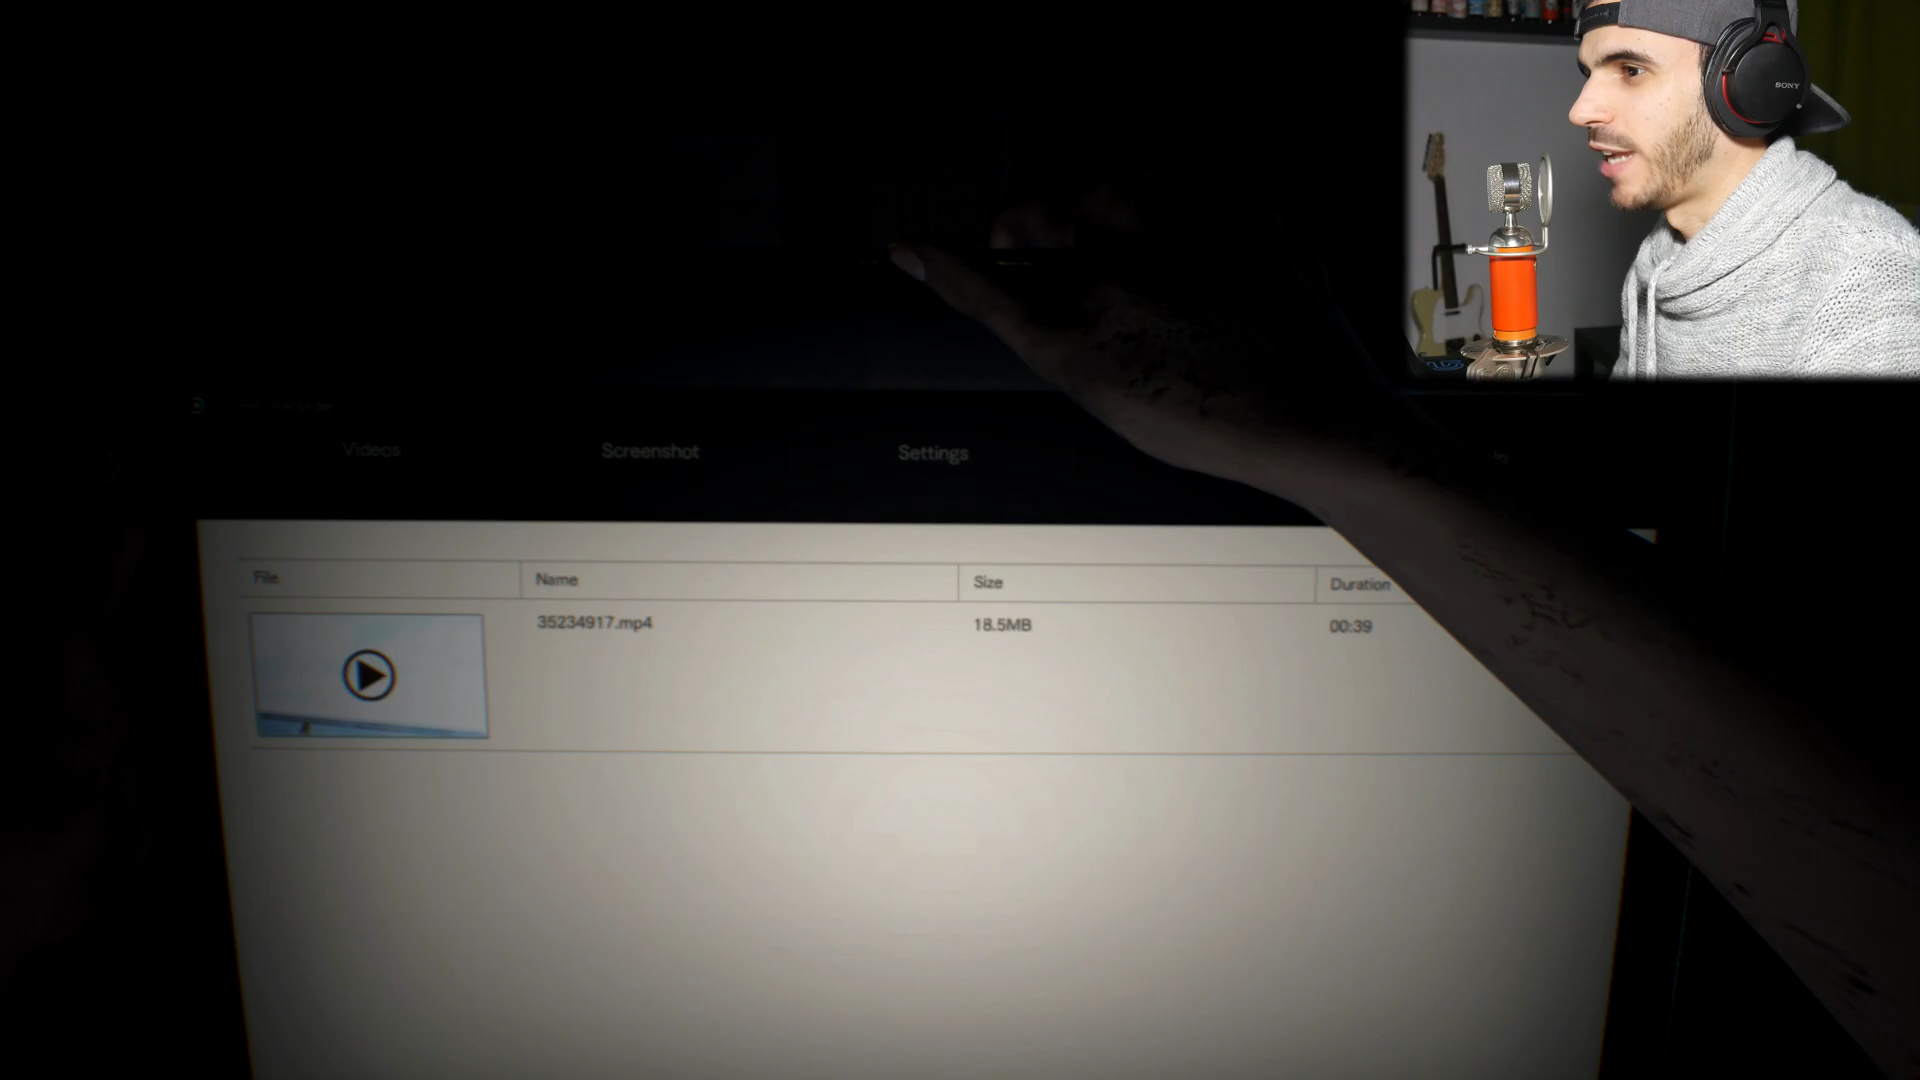 SONY
Videos
Screenshot
Settings
File
Name
Size
Duration
35234917.mp4
18.5MB
00:39